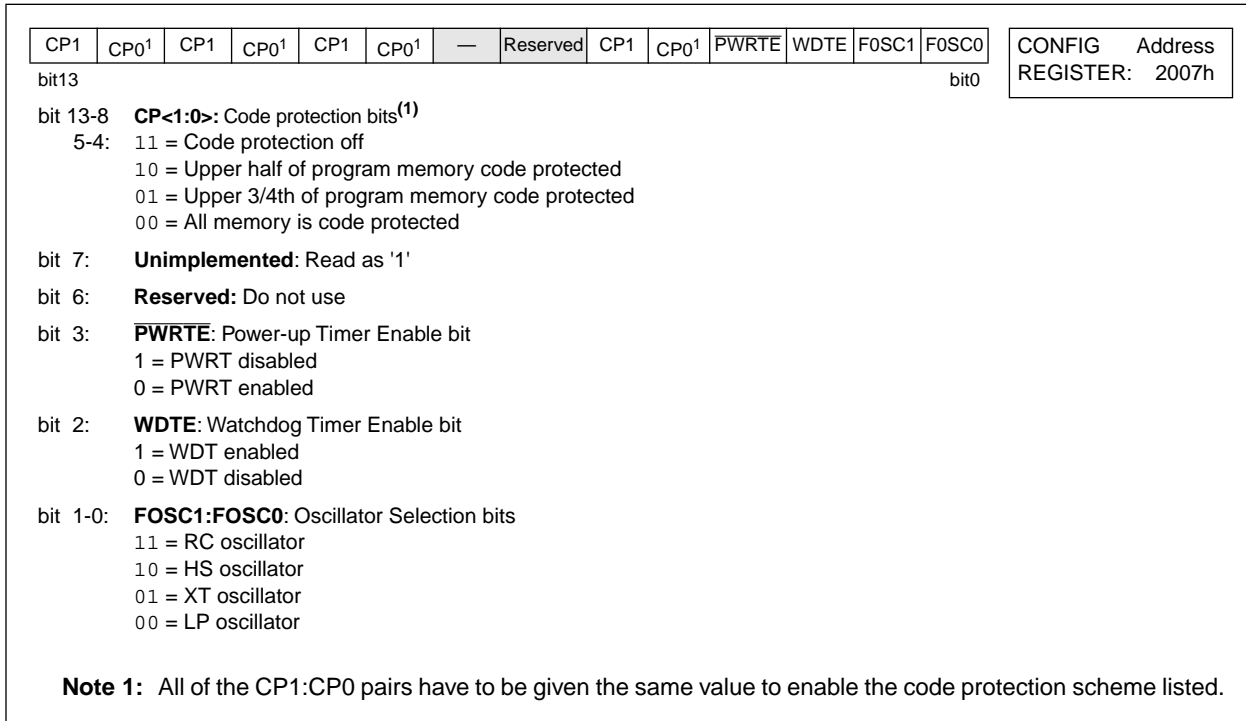 CP1 CP0¹ CP1 CP0¹ CP1 CP0¹ — Reserved CP1 CP0¹ PWRTE WDTE F0SC1 F0SC0
bit13 bit0
CONFIG Address
REGISTER: 2007h
bit 13-8 CP<1:0>: Code protection bits(1)
5-4: 11 = Code protection off
10 = Upper half of program memory code protected
01 = Upper 3/4th of program memory code protected
00 = All memory is code protected
bit 7: Unimplemented: Read as '1'
bit 6: Reserved: Do not use
bit 3: PWRTE: Power-up Timer Enable bit
1 = PWRT disabled
0 = PWRT enabled
bit 2: WDTE: Watchdog Timer Enable bit
1 = WDT enabled
0 = WDT disabled
bit 1-0: FOSC1:FOSC0: Oscillator Selection bits
11 = RC oscillator
10 = HS oscillator
01 = XT oscillator
00 = LP oscillator
Note 1: All of the CP1:CP0 pairs have to be given the same value to enable the code protection scheme listed.